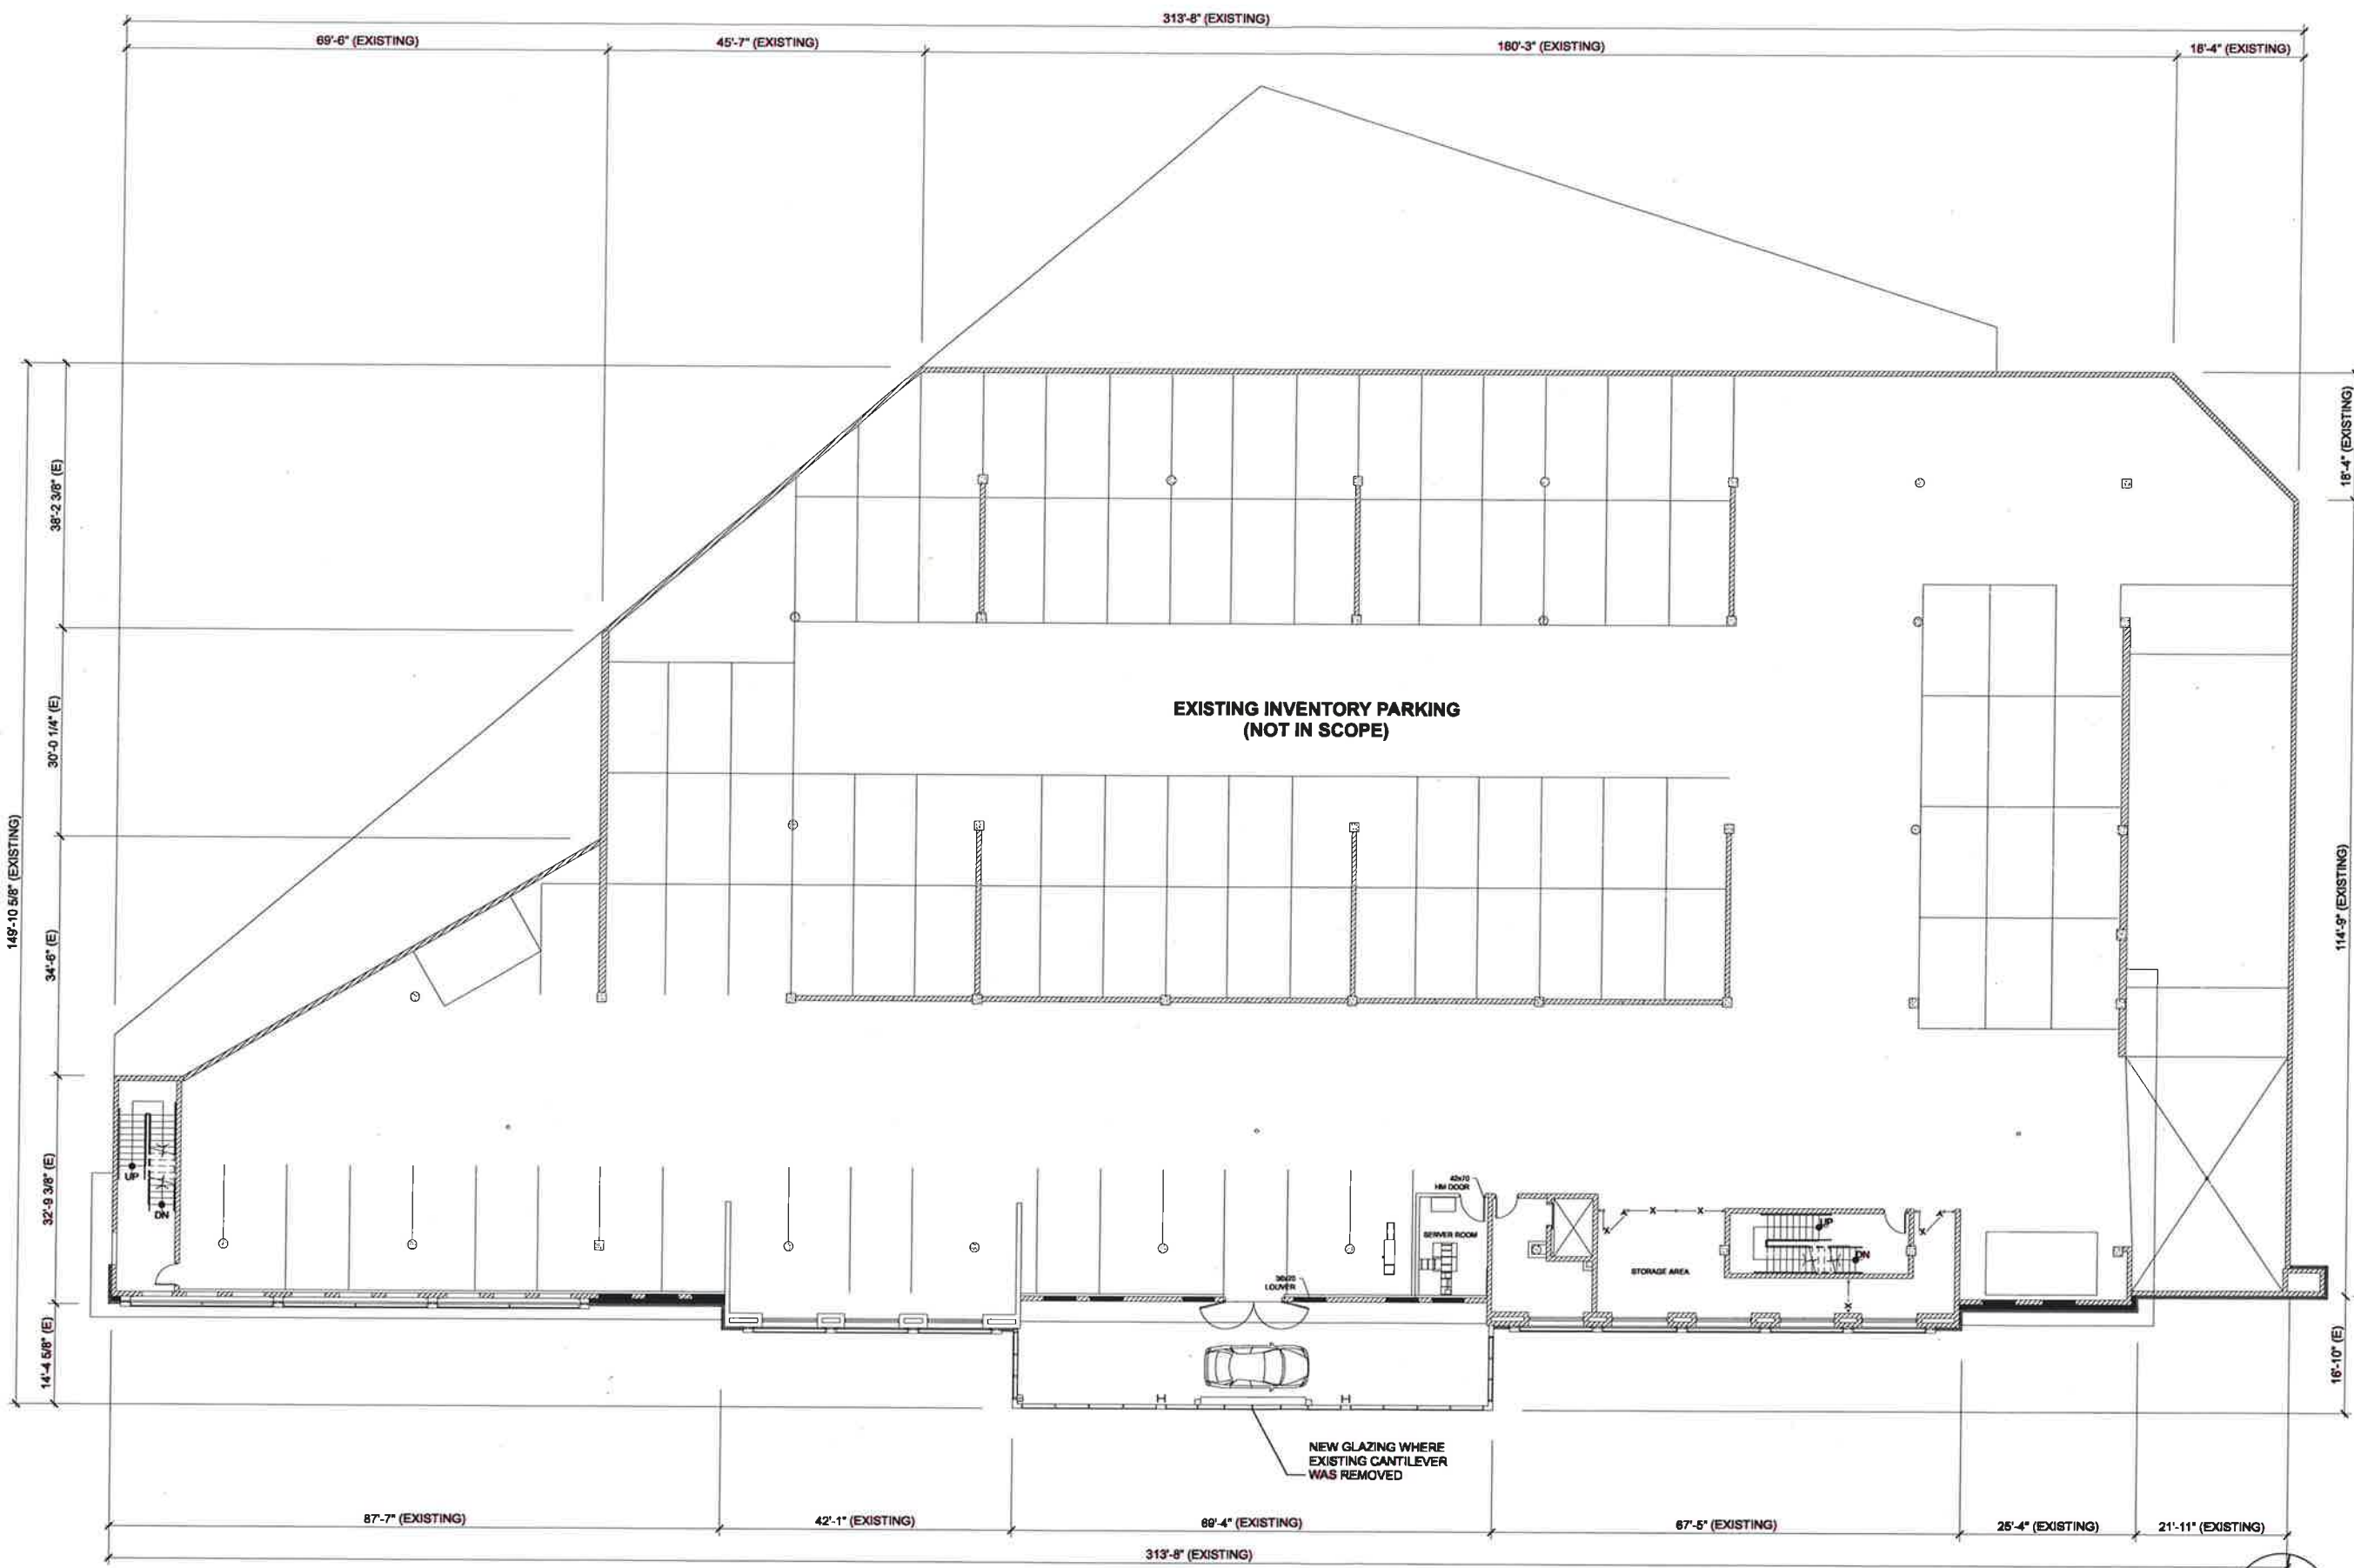 313'-8" (EXISTING)
69'-6" (EXISTING)
45'-7" (EXISTING)
180'-3" (EXISTING)
18'-4" (EXISTING)
149'-10 5/8" (EXISTING)
38'-2 3/8" (E)
30'-0 1/4" (E)
34'-6" (E)
32'-9 3/8" (E)
14'-4 5/8" (E)
18'-4" (EXISTING)
114'-9" (EXISTING)
16'-10" (E)
EXISTING INVENTORY PARKING
(NOT IN SCOPE)
UP
DN
42x70
HM DOOR
SERVER ROOM
LOUVER
STORAGE AREA
UP
DN
NEW GLAZING WHERE
EXISTING CANTILEVER
WAS REMOVED
87'-7" (EXISTING)
42'-1" (EXISTING)
69'-4" (EXISTING)
67'-5" (EXISTING)
25'-4" (EXISTING)
21'-11" (EXISTING)
313'-8" (EXISTING)